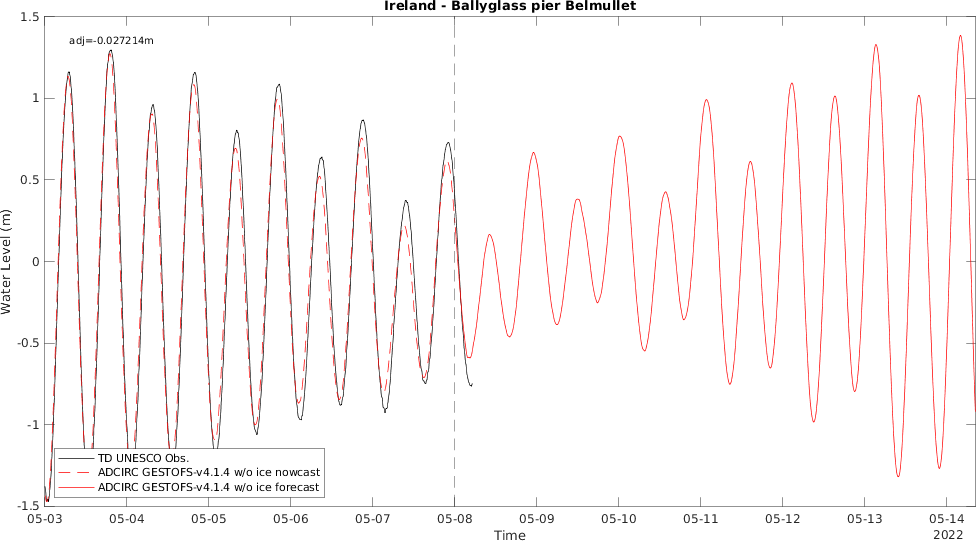 Ireland - Ballyglass pier Belmullet
adj=-0.027214m
1.5
1
0.5
0
-0.5
-1
-1.5
Water Level (m)
TD UNESCO Obs.
ADCIRC GESTOFS-v4.1.4 w/o ice nowcast
ADCIRC GESTOFS-v4.1.4 w/o ice forecast
05-03 05-04 05-05 05-06 05-07 05-08 05-09 05-10 05-11 05-12 05-13 05-14
Time
2022